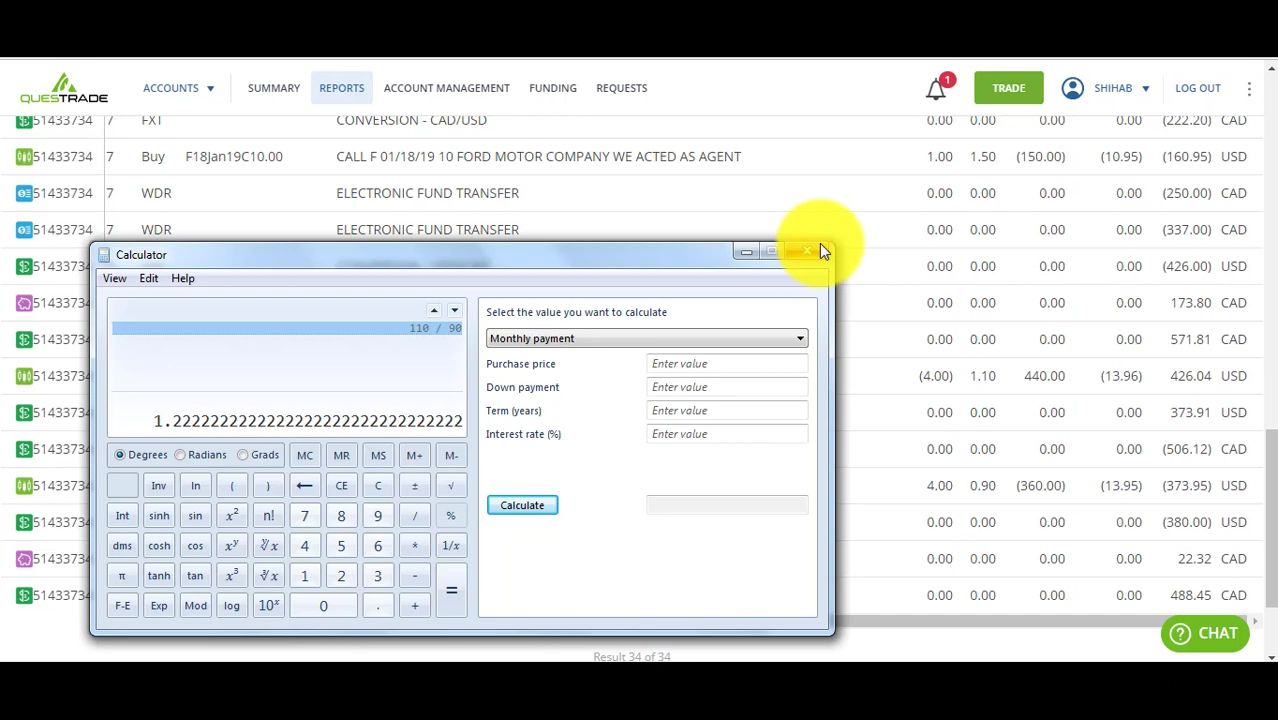 QUESTRADE
ACCOUNTS SUMMARY REPORTS ACCOUNT MANAGEMENT FUNDING REQUESTS 1 TRADE SHIHAB LOG OUT
51433734 7 FXT CONVERSION - CAD/USD 0.00 0.00 0.00 0.00 (222.20) CAD
51433734 7 Buy F18Jan19C10.00 CALL F 01/18/19 10 FORD MOTOR COMPANY WE ACTED AS AGENT 1.00 1.50 (150.00) (10.95) (160.95) USD
51433734 7 WDR ELECTRONIC FUND TRANSFER 0.00 0.00 0.00 0.00 (250.00) CAD
51433734 7 WDR ELECTRONIC FUND TRANSFER 0.00 0.00 0.00 0.00 (337.00) CAD
51433734 0.00 0.00 0.00 0.00 (426.00) USD
51433734 0.00 0.00 0.00 0.00 173.80 CAD
51433734 0.00 0.00 0.00 0.00 571.81 CAD
51433734 (4.00) 1.10 440.00 (13.96) 426.04 USD
51433734 0.00 0.00 0.00 0.00 373.91 USD
51433734 0.00 0.00 0.00 0.00 (506.12) CAD
51433734 4.00 0.90 (360.00) (13.95) (373.95) USD
51433734 0.00 0.00 0.00 0.00 (380.00) USD
51433734 0.00 0.00 0.00 0.00 22.32 CAD
51433734 0.00 0.00 0.00 0.00 488.45 CAD
Calculator
View Edit Help
110 / 90
1.2222222222222222222222222222222
Degrees Radians Grads MC MR MS M+ M-
Inv ln ( ) ← CE C ± √
Int sinh sin x² n! 7 8 9 / %
dms cosh cos xʸ ʸ√x 4 5 6 * 1/x
π tanh tan x³ ³√x 1 2 3 - =
F-E Exp Mod log 10ˣ 0 . +
Select the value you want to calculate
Monthly payment
Purchase price Enter value
Down payment Enter value
Term (years) Enter value
Interest rate (%) Enter value
Calculate
? CHAT
Result 34 of 34